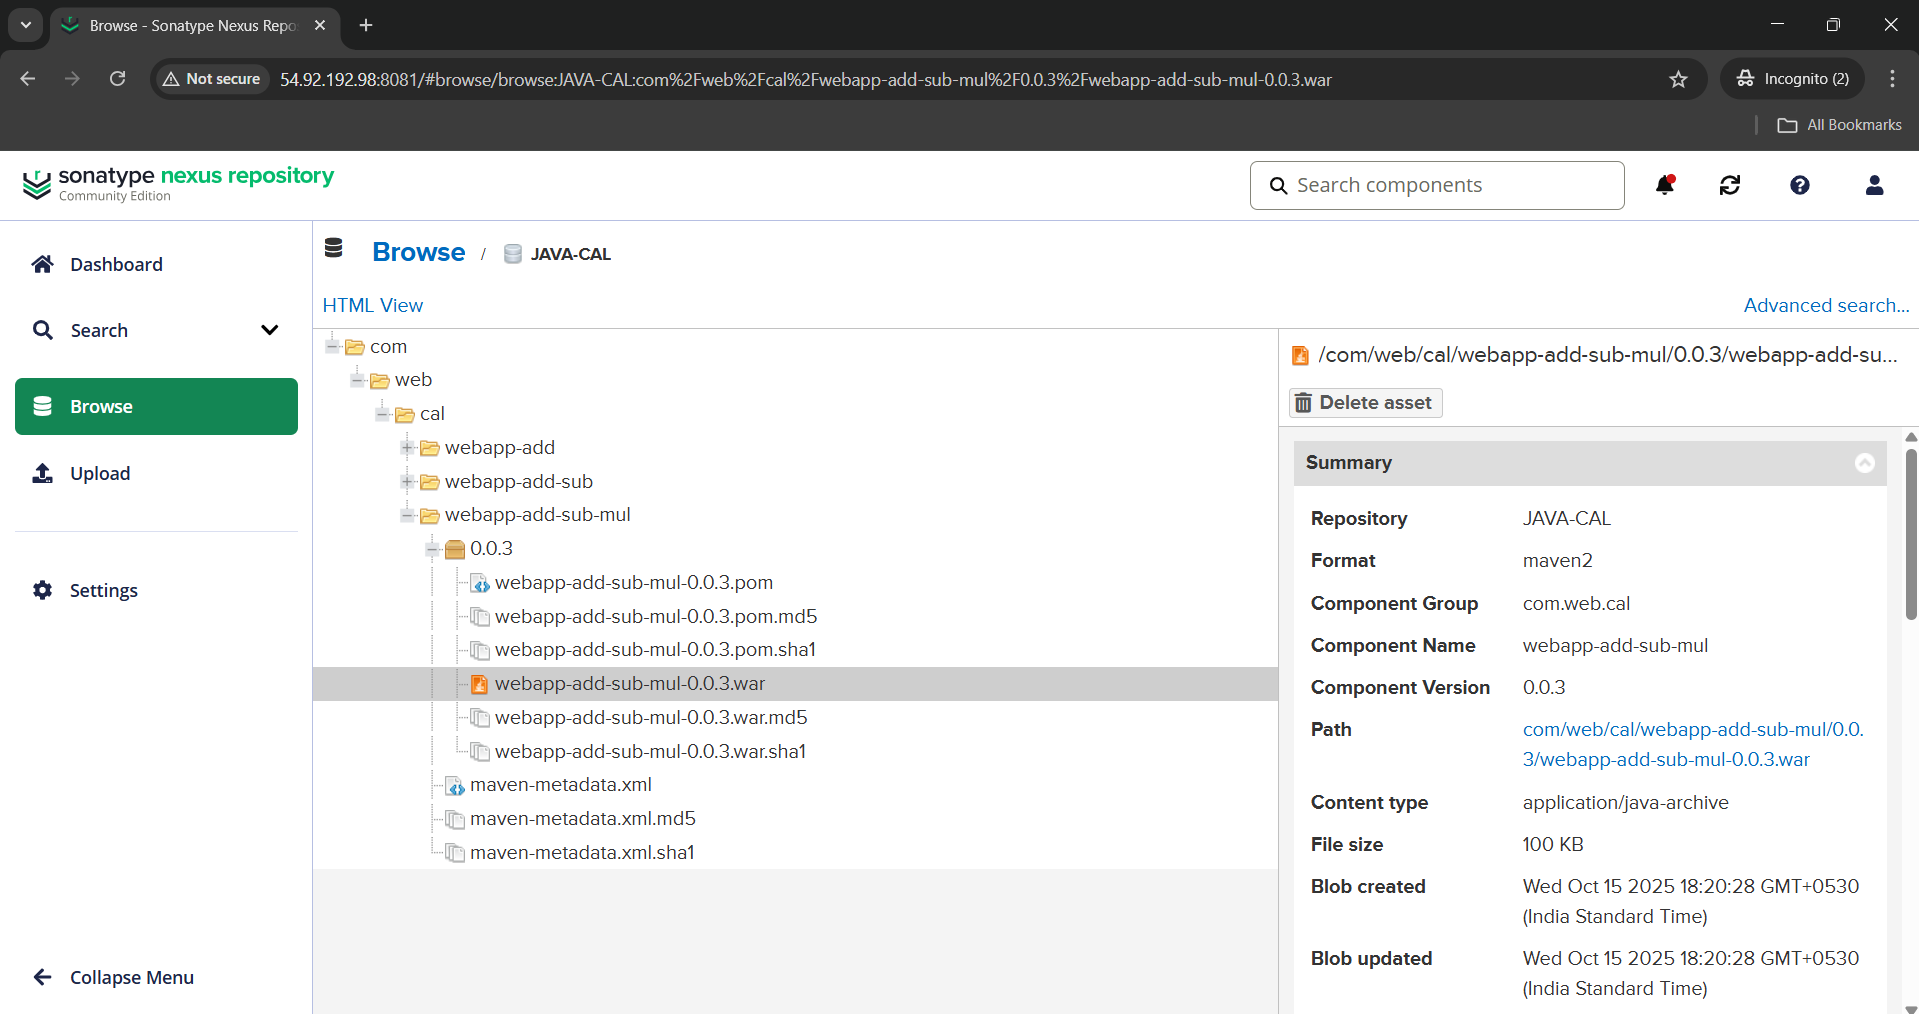 Browse - Sonatype Nexus Repo
Not secure
54.92.192.98:8081/#browse/browse:JAVA-CAL:com%2Fweb%2Fcal%2Fwebapp-add-sub-mul%2F0.0.3%2Fwebapp-add-sub-mul-0.0.3.war
Incognito (2)
All Bookmarks
sonatype nexus repository
Community Edition
Search components
Dashboard
Search
Browse
Upload
Settings
Collapse Menu
Browse / JAVA-CAL
HTML View
Advanced search...
com
web
cal
webapp-add
webapp-add-sub
webapp-add-sub-mul
0.0.3
webapp-add-sub-mul-0.0.3.pom
webapp-add-sub-mul-0.0.3.pom.md5
webapp-add-sub-mul-0.0.3.pom.sha1
webapp-add-sub-mul-0.0.3.war
webapp-add-sub-mul-0.0.3.war.md5
webapp-add-sub-mul-0.0.3.war.sha1
maven-metadata.xml
maven-metadata.xml.md5
maven-metadata.xml.sha1
/com/web/cal/webapp-add-sub-mul/0.0.3/webapp-add-su...
Delete asset
Summary
Repository JAVA-CAL
Format maven2
Component Group com.web.cal
Component Name webapp-add-sub-mul
Component Version 0.0.3
Path com/web/cal/webapp-add-sub-mul/0.0.
3/webapp-add-sub-mul-0.0.3.war
Content type application/java-archive
File size 100 KB
Blob created Wed Oct 15 2025 18:20:28 GMT+0530
(India Standard Time)
Blob updated Wed Oct 15 2025 18:20:28 GMT+0530
(India Standard Time)